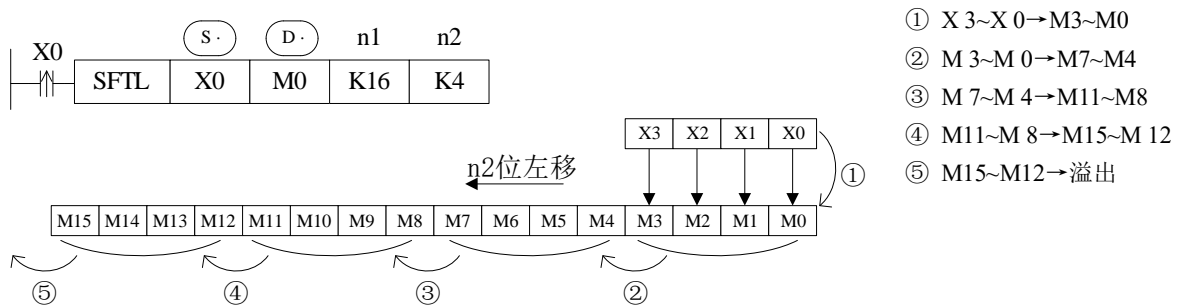 S · D · n1 n2
X0
SFTL X0 M0 K16 K4
① X 3~X 0→M3~M0
② M 3~M 0→M7~M4
③ M 7~M 4→M11~M8
④ M11~M 8→M15~M 12
⑤ M15~M12→溢出
X3 X2 X1 X0
n2位左移
①
M15 M14 M13 M12 M11 M10 M9 M8 M7 M6 M5 M4 M3 M2 M1 M0
⑤ ④ ③ ②